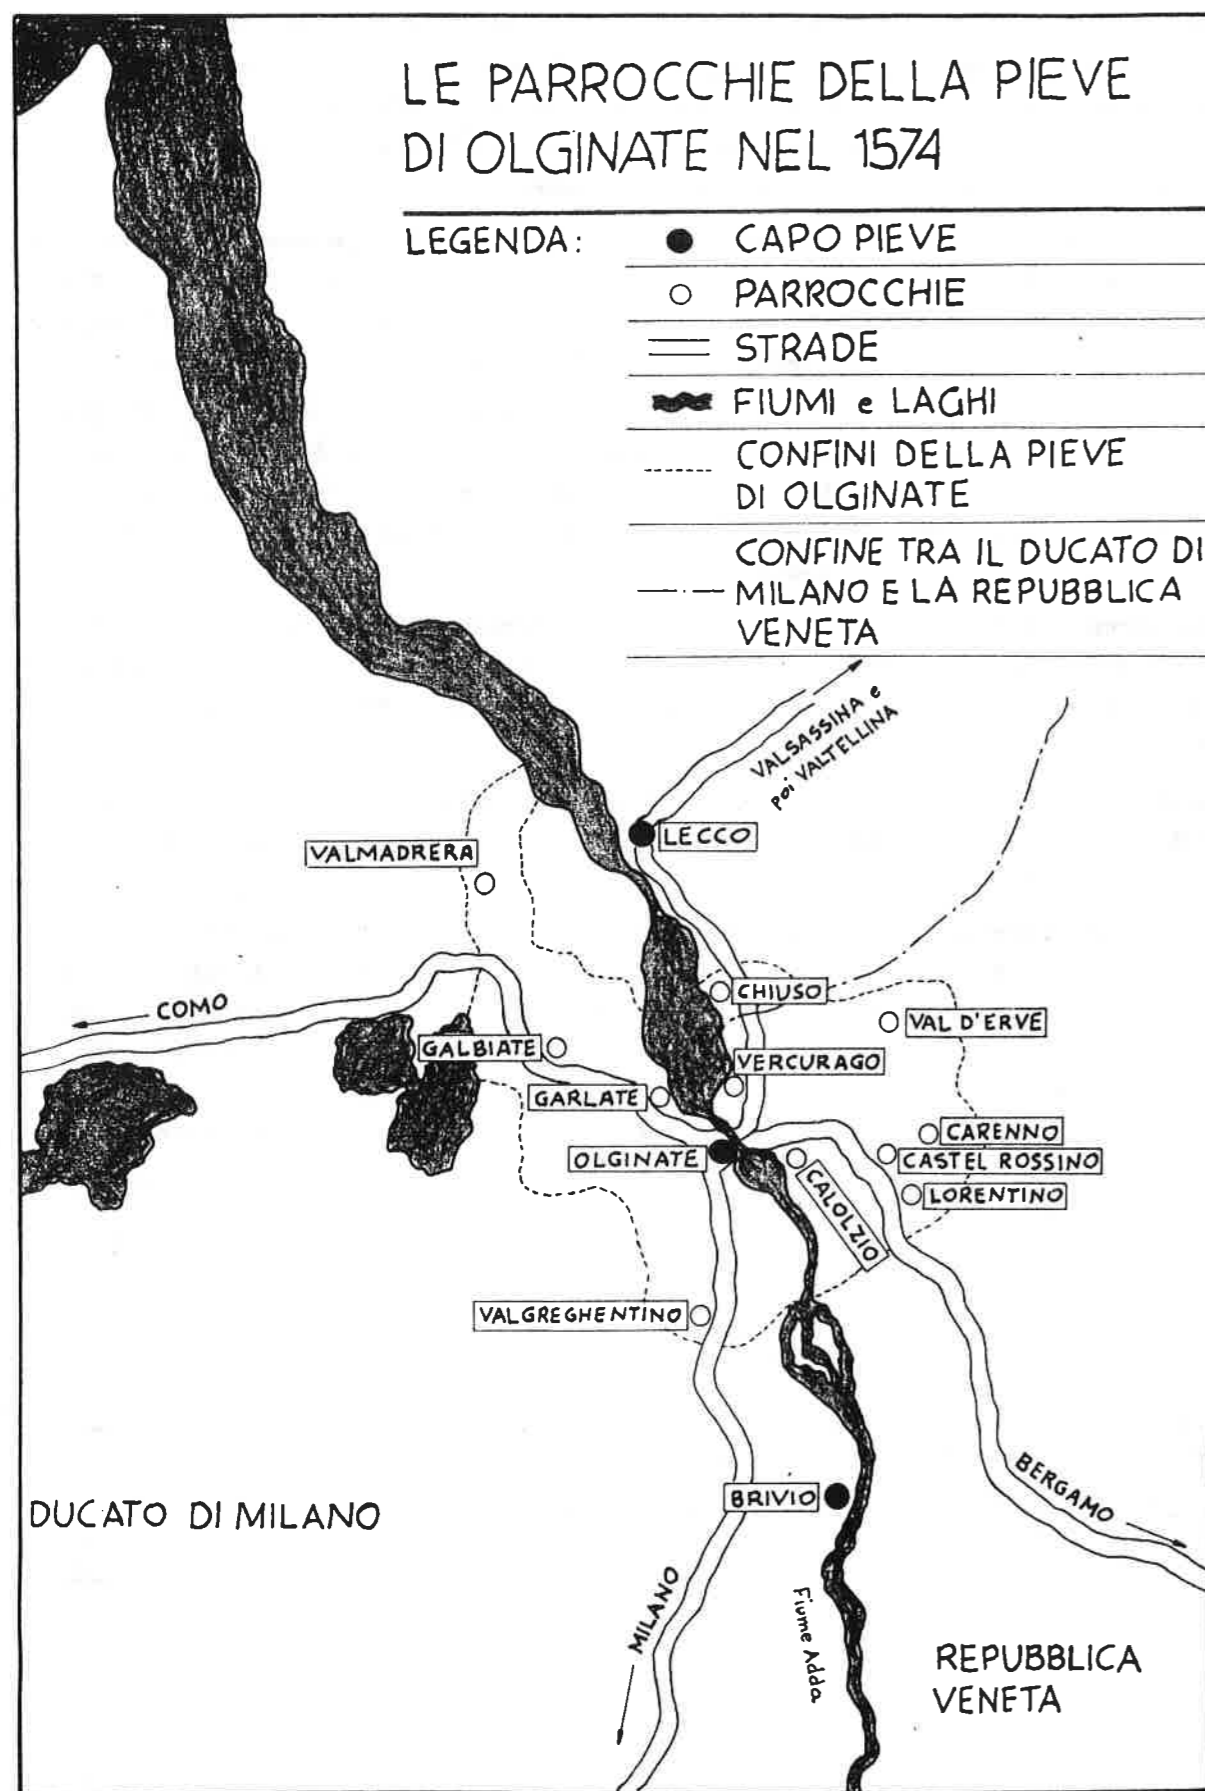 LE PARROCCHIE DELLA PIEVE
DI OLGINATE NEL 1574
LEGENDA:
CAPO PIEVE
PARROCCHIE
STRADE
FIUMI e LAGHI
CONFINI DELLA PIEVE
DI OLGINATE
CONFINE TRA IL DUCATO DI
MILANO E LA REPUBBLICA
VENETA
VALSASSINA e
poi VALTELLINA
LECCO
VALMADRERA
CHIUSO
COMO
VAL D'ERVE
GALBIATE
VERCURAGO
GARLATE
CARENNO
OLGINATE
CASTEL ROSSINO
CALOLZIO
LORENTINO
VALGREGHENTINO
BERGAMO
BRIVIO
DUCATO DI MILANO
MILANO
Fiume Adda
REPUBBLICA
VENETA